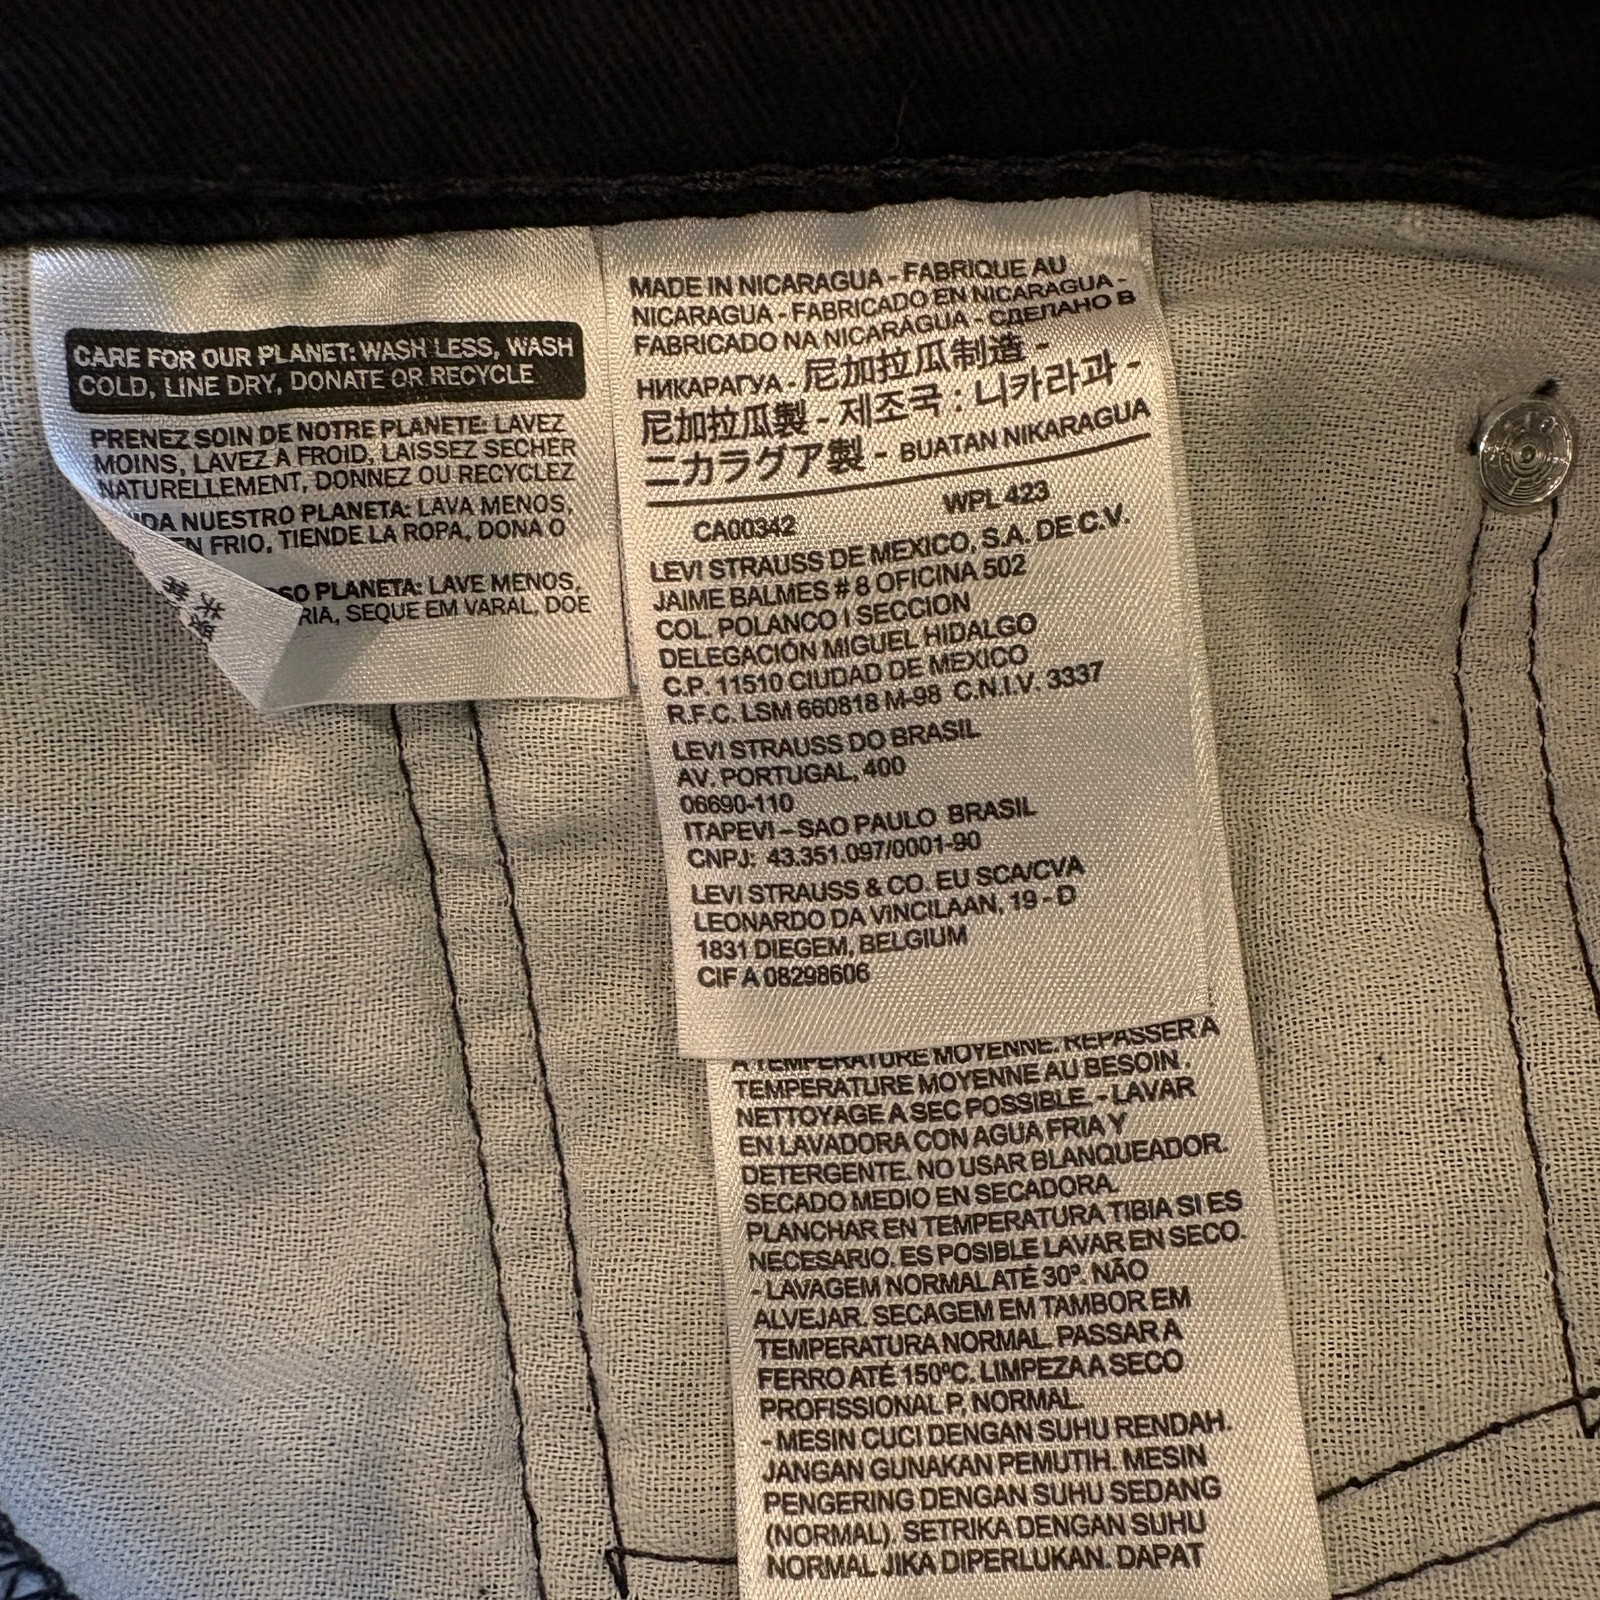 CARE FOR OUR PLANET: WASH LESS, WASH
COLD, LINE DRY, DONATE OR RECYCLE
PRENEZ SOIN DE NOTRE PLANETE: LAVEZ
MOINS, LAVEZ A FROID, LAISSEZ SECHER
NATURELLEMENT, DONNEZ OU RECYCLEZ
NUESTRO PLANETA: LAVA MENOS,
EN FRIO, TIENDE LA ROPA, DONA O
PLANETA: LAVE MENOS,
SEQUE EM VARAL, DOE
MADE IN NICARAGUA - FABRIQUE AU
NICARAGUA - FABRICADO EN NICARAGUA -
FABRICADO NA NICARAGUA - СДЕЛАНО В
НИКАРАГУА - 尼加拉瓜制造 -
尼加拉瓜製 - 제조국 : 니카라과 -
ニカラグア製 - BUATAN NIKARAGUA
CA00342 WPL 423
LEVI STRAUSS DE MEXICO, S.A. DE C.V.
JAIME BALMES # 8 OFICINA 502
COL. POLANCO I SECCION
DELEGACIÓN MIGUEL HIDALGO
C.P. 11510 CIUDAD DE MEXICO
R.F.C. LSM 660818 M-98 C.N.I.V. 3337
LEVI STRAUSS DO BRASIL
AV. PORTUGAL, 400
06690-110
ITAPEVI – SAO PAULO BRASIL
CNPJ: 43.351.097/0001-90
LEVI STRAUSS & CO. EU SCA/CVA
LEONARDO DA VINCILAAN, 19 - D
1831 DIEGEM, BELGIUM
CIF A 08298606
A TEMPERATURE MOYENNE. REPASSER A
TEMPERATURE MOYENNE AU BESOIN.
NETTOYAGE A SEC POSSIBLE. - LAVAR
EN LAVADORA CON AGUA FRIA Y
DETERGENTE. NO USAR BLANQUEADOR.
SECADO MEDIO EN SECADORA.
PLANCHAR EN TEMPERATURA TIBIA SI ES
NECESARIO. ES POSIBLE LAVAR EN SECO.
- LAVAGEM NORMAL ATÉ 30º. NÃO
ALVEJAR. SECAGEM EM TAMBOR EM
TEMPERATURA NORMAL. PASSAR A
FERRO ATÉ 150ºC. LIMPEZA A SECO
PROFISSIONAL P, NORMAL.
- MESIN CUCI DENGAN SUHU RENDAH.
JANGAN GUNAKAN PEMUTIH. MESIN
PENGERING DENGAN SUHU SEDANG
(NORMAL). SETRIKA DENGAN SUHU
NORMAL JIKA DIPERLUKAN. DAPAT